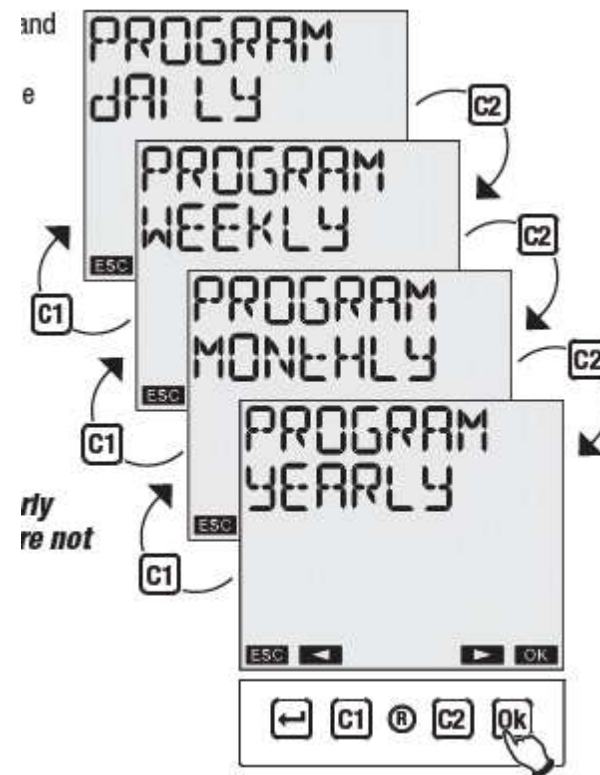 and
PROGRAM
e
dAILY
C2
PROGRAM
WEEKLY
C2
ESC
C1
PROGRAM
MONtHLY
C2
ESC
C1
PROGRAM
YEARLY
rly
re not
ESC
C1
ESC OK
C1 R C2 Ok